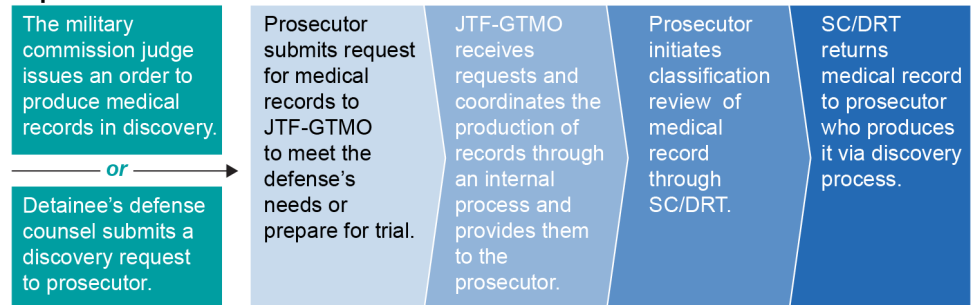 The military
commission judge
issues an order to
produce medical
records in discovery.
or
Detainee's defense
counsel submits a
discovery request
to prosecutor.
Prosecutor
submits request
for medical
records to
JTF-GTMO
to meet the
defense's
needs or
prepare for trial.
JTF-GTMO
receives
requests and
coordinates the
production of
records through
an internal
process and
provides them
to the
prosecutor.
Prosecutor
initiates
classification
review of
medical
record
through
SC/DRT.
SC/DRT
returns
medical record
to prosecutor
who produces
it via discovery
process.